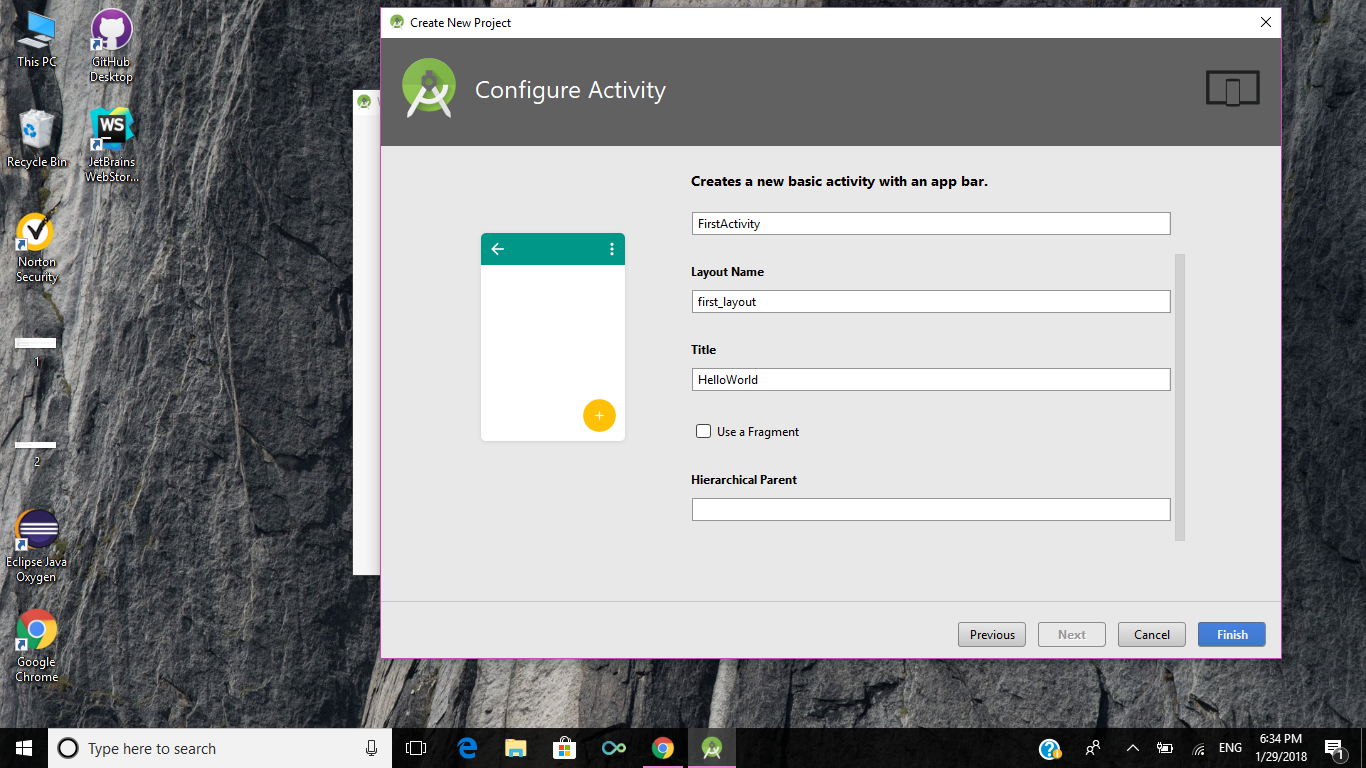 This PC
GitHub
Desktop
Recycle Bin
WS
JetBrains
WebStor...
Norton
Security
1
2
Eclipse Java
Oxygen
Google
Chrome
Create New Project
Configure Activity
Creates a new basic activity with an app bar.
FirstActivity
Layout Name
first_layout
Title
HelloWorld
Use a Fragment
Hierarchical Parent
Previous
Next
Cancel
Finish
Type here to search
ENG
6:34 PM
1/29/2018
1